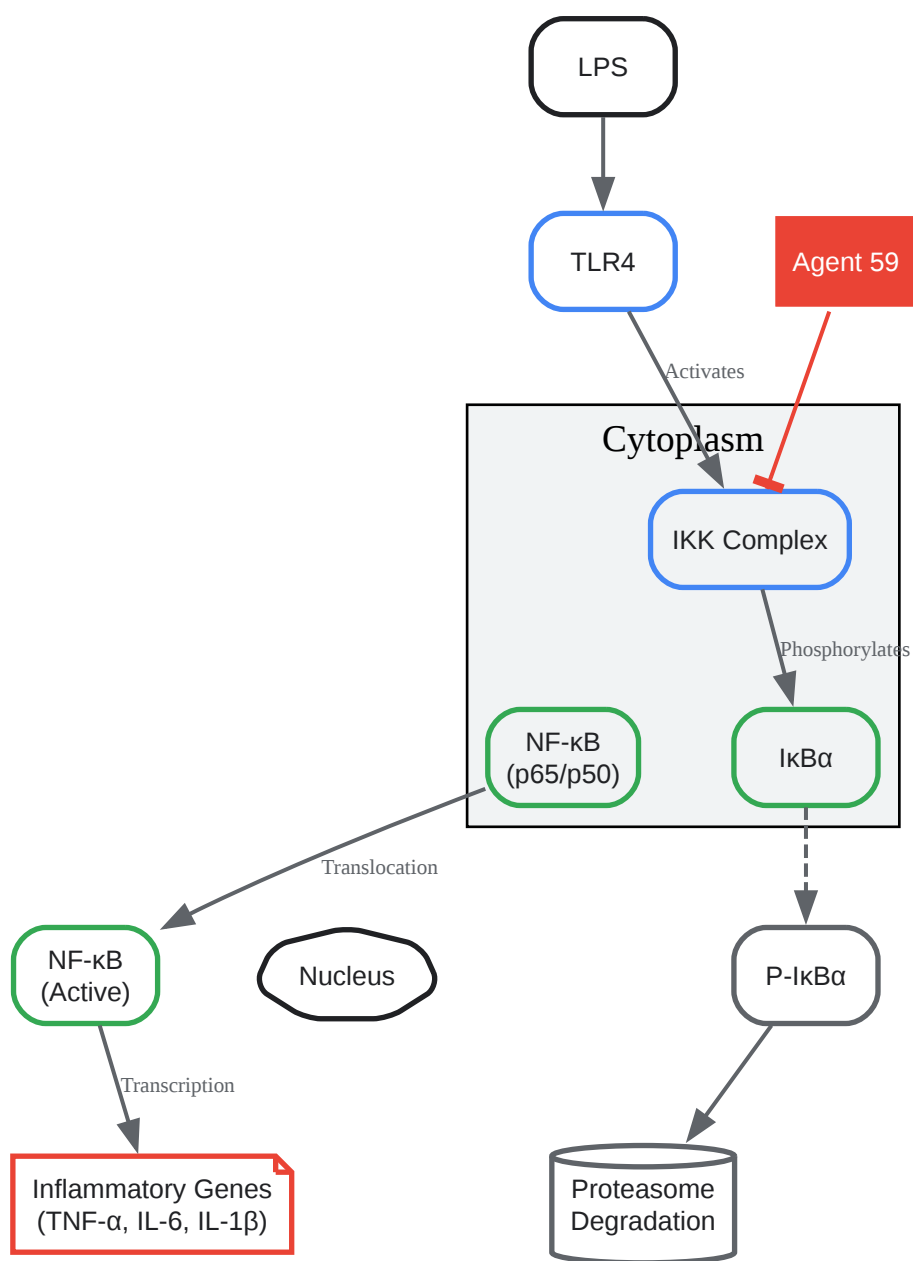 LPS
TLR4
Agent 59
Activates
Cytoplasm
IKK Complex
Phosphorylates
NF-κB
(p65/p50)
IκBα
Translocation
NF-κB
(Active)
Nucleus
P-IκBα
Transcription
Inflammatory Genes
(TNF-α, IL-6, IL-1β)
Proteasome
Degradation